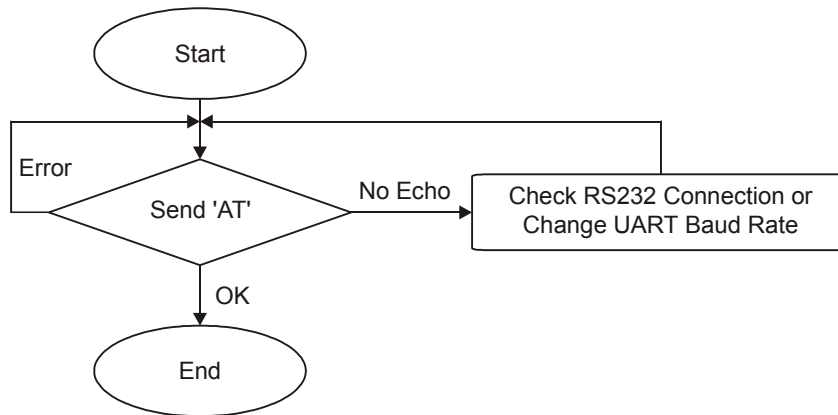 Start
Error
Send 'AT'
No Echo
Check RS232 Connection or
Change UART Baud Rate
OK
End